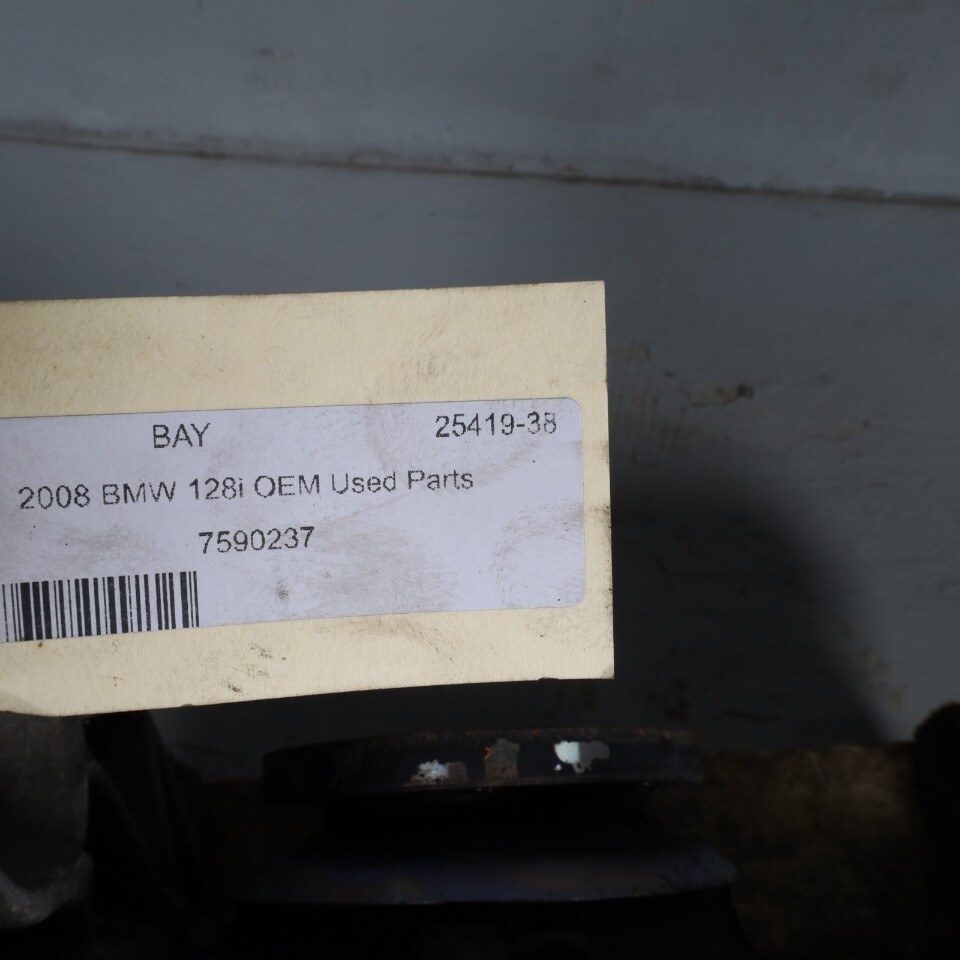 BAY 25419-38
2008 BMW 128i OEM Used Parts
7590237